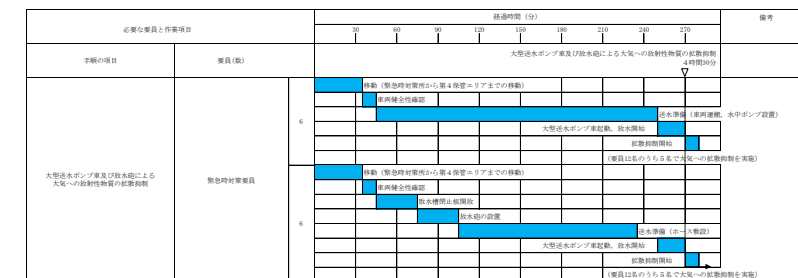 必要な要員と作業項目
経過時間（分）
備考
30 60 90 120 150 180 210 240 270
手順の項目
要員(数)
大型送水ポンプ車及び放水砲による大気への放射性物質の拡散抑制
4時間30分
▽
大型送水ポンプ車及び放水砲による
大気への放射性物質の拡散抑制
緊急時対策要員
6
移動（緊急時対策所から第４保管エリアまでの移動）
車両健全性確認
送水準備（車両運搬，水中ポンプ設置）
大型送水ポンプ車起動，放水開始
拡散抑制開始
（要員12名のうち５名で大気への拡散抑制を実施）
6
移動（緊急時対策所から第４保管エリアまでの移動）
車両健全性確認
放水槽閉止板開放
放水砲の設置
送水準備（ホース敷設）
大型送水ポンプ車起動，放水開始
拡散抑制開始
（要員12名のうち５名で大気への拡散抑制を実施）